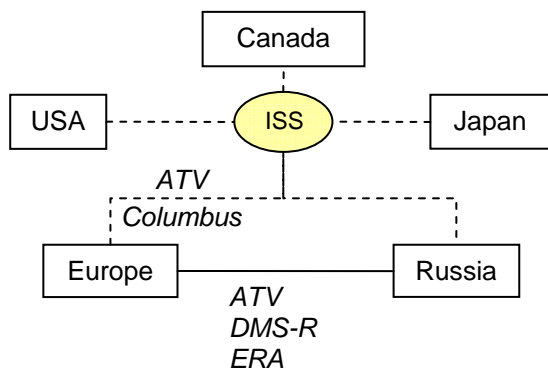 Canada
USA
ISS
Japan
ATV
Columbus
Europe
Russia
ATV
DMS-R
ERA